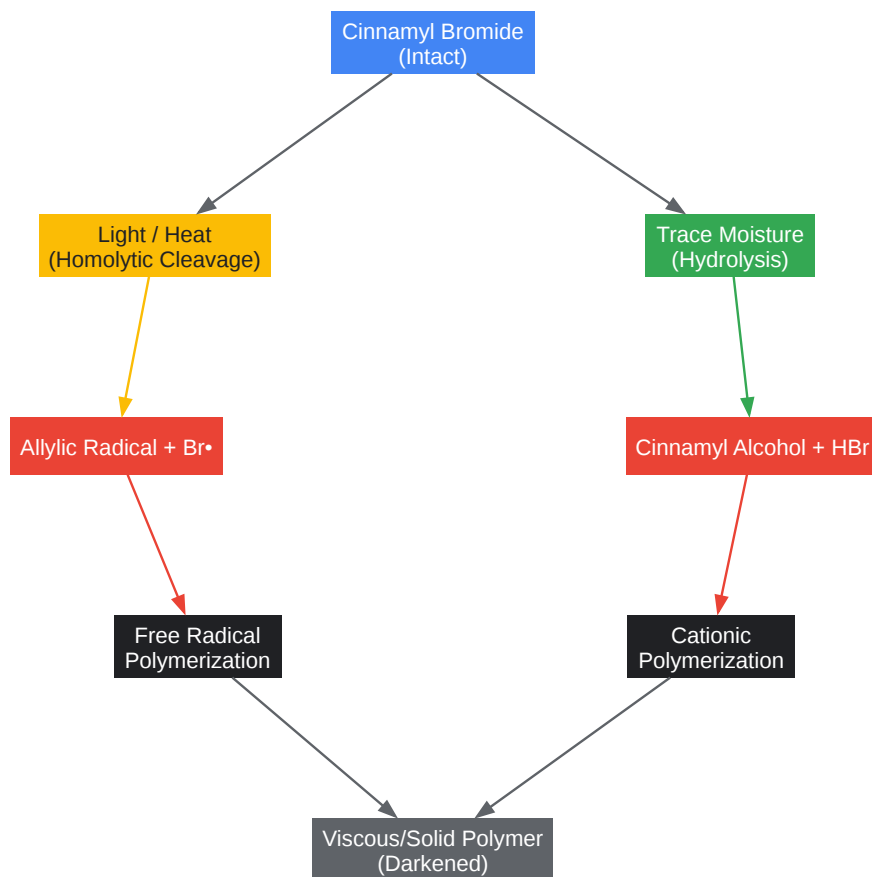 Cinnamyl Bromide
(Intact)
Light / Heat
(Homolytic Cleavage)
Trace Moisture
(Hydrolysis)
Allylic Radical + Br•
Cinnamyl Alcohol + HBr
Free Radical
Polymerization
Cationic
Polymerization
Viscous/Solid Polymer
(Darkened)